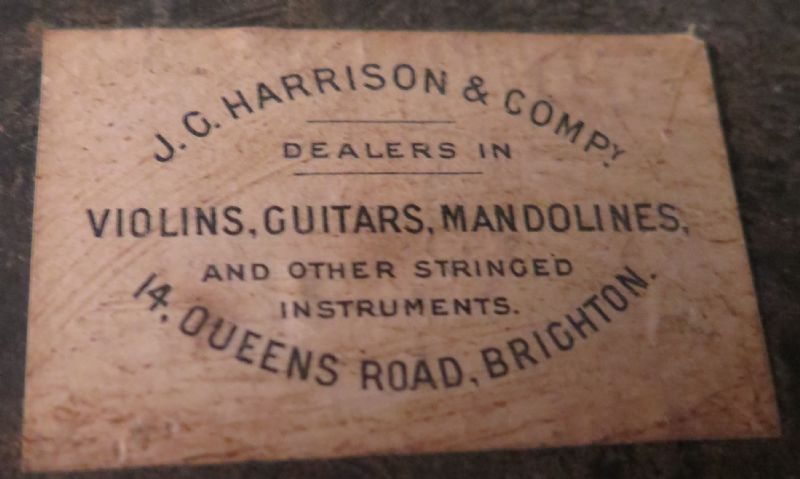 J. C. HARRISON & COMPY.
DEALERS IN
VIOLINS, GUITARS, MANDOLINES,
AND OTHER STRINGED
INSTRUMENTS.
14, QUEENS ROAD, BRIGHTON.